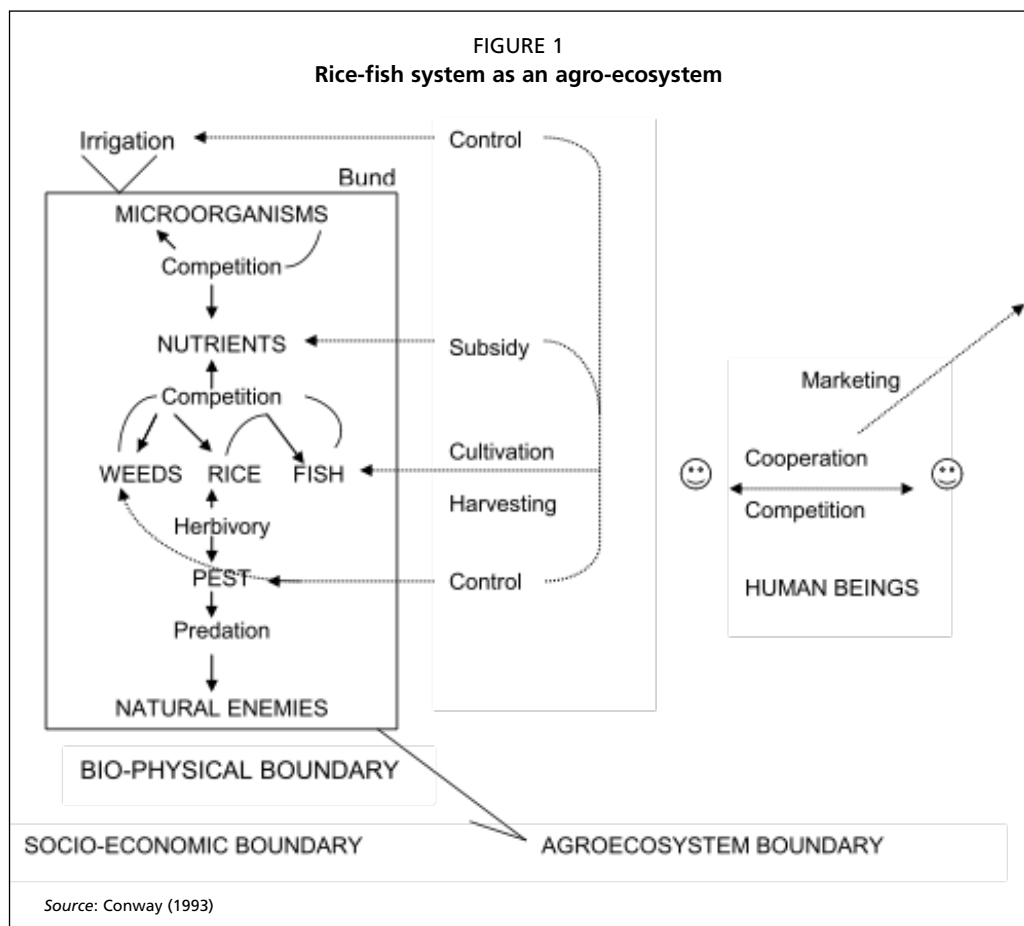 FIGURE 1
Rice-fish system as an agro-ecosystem
Irrigation
Control
Bund
MICROORGANISMS
Competition
NUTRIENTS
Subsidy
Competition
Marketing
WEEDS RICE FISH
Cultivation
Harvesting
Cooperation
Competition
Herbivory
PEST
Control
HUMAN BEINGS
Predation
NATURAL ENEMIES
BIO-PHYSICAL BOUNDARY
SOCIO-ECONOMIC BOUNDARY
AGROECOSYSTEM BOUNDARY
Source: Conway (1993)